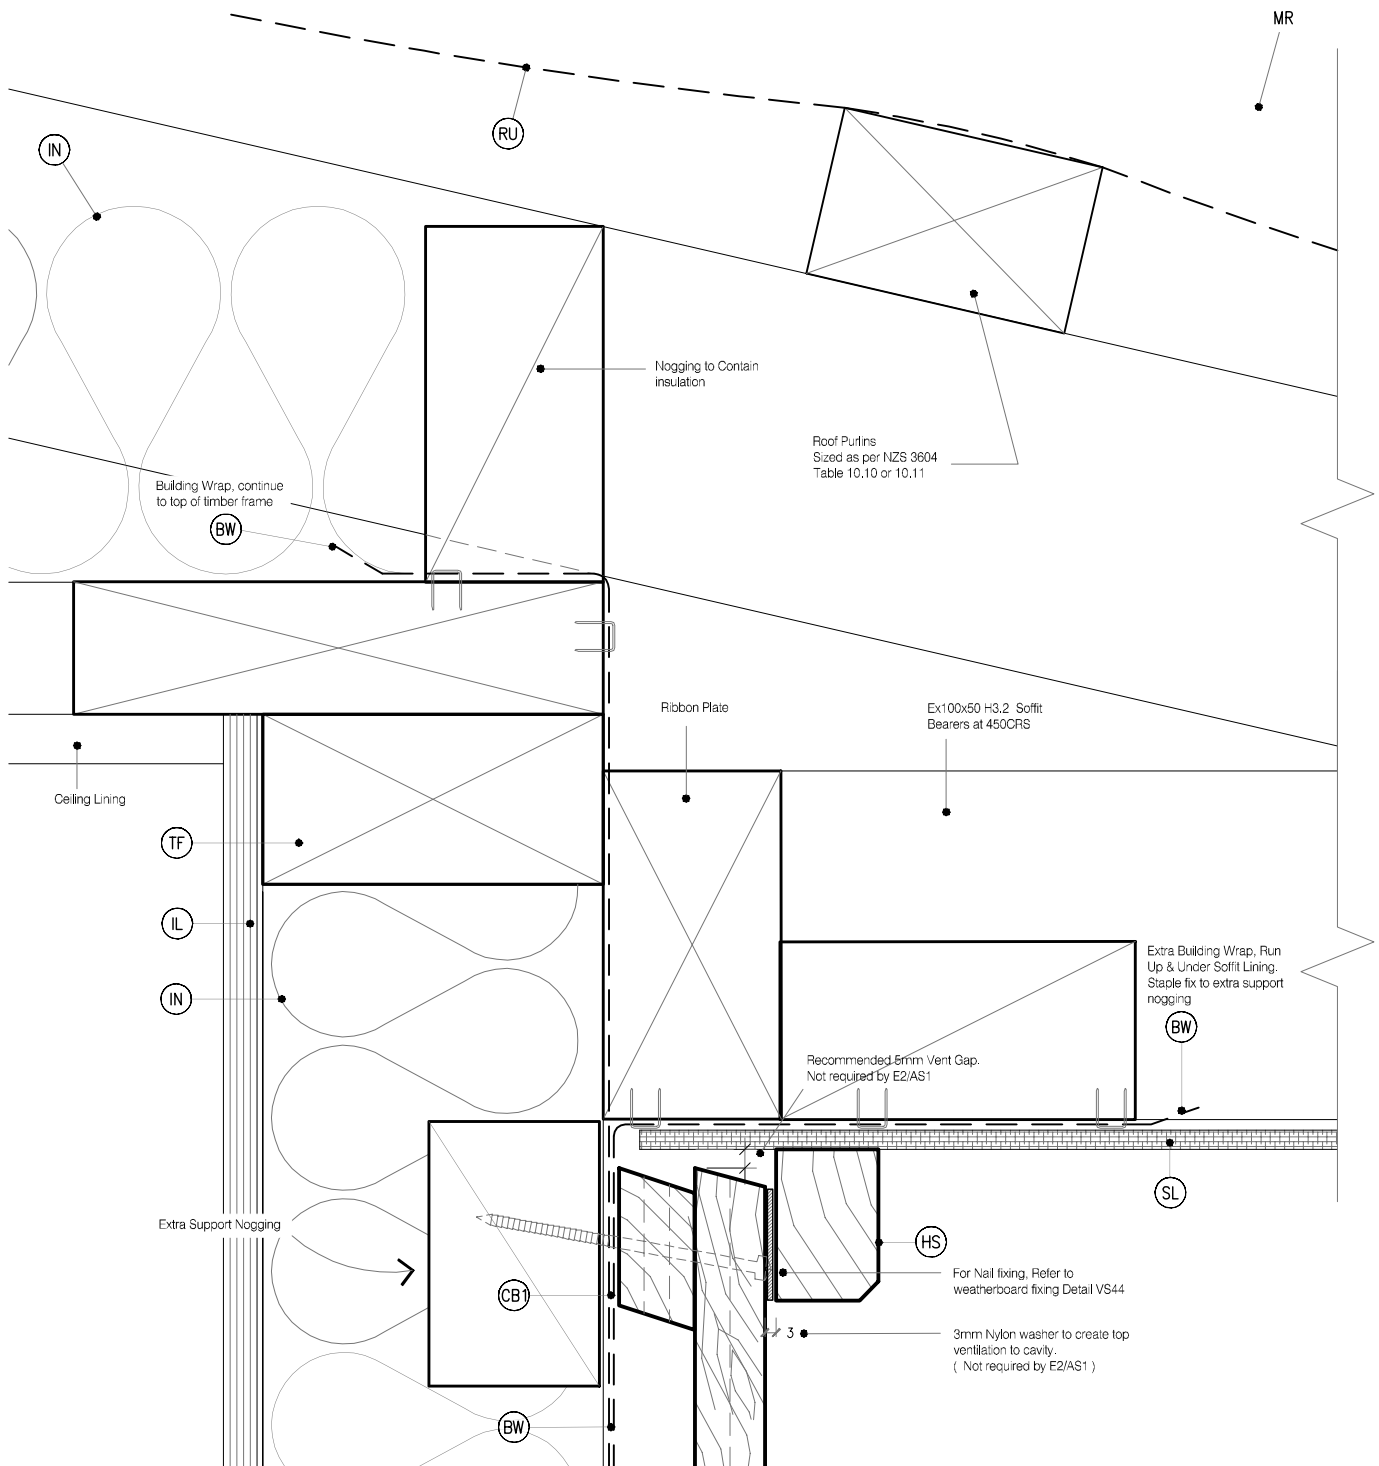 MR
RU
IN
Nogging to Contain
insulation
Roof Purlins
Sized as per NZS 3604
Table 10.10 or 10.11
Building Wrap, continue
to top of timber frame
BW
Ribbon Plate
Ex100x50 H3.2 Soffit
Bearers at 450CRS
Ceiling Lining
TF
IL
IN
Extra Building Wrap, Run
Up & Under Soffit Lining.
Staple fix to extra support
nogging
BW
Recommended 5mm Vent Gap.
Not required by E2/AS1
SL
Extra Support Nogging
HS
CB1
For Nail fixing, Refer to
weatherboard fixing Detail VS44
3
3mm Nylon washer to create top
ventilation to cavity.
( Not required by E2/AS1 )
BW